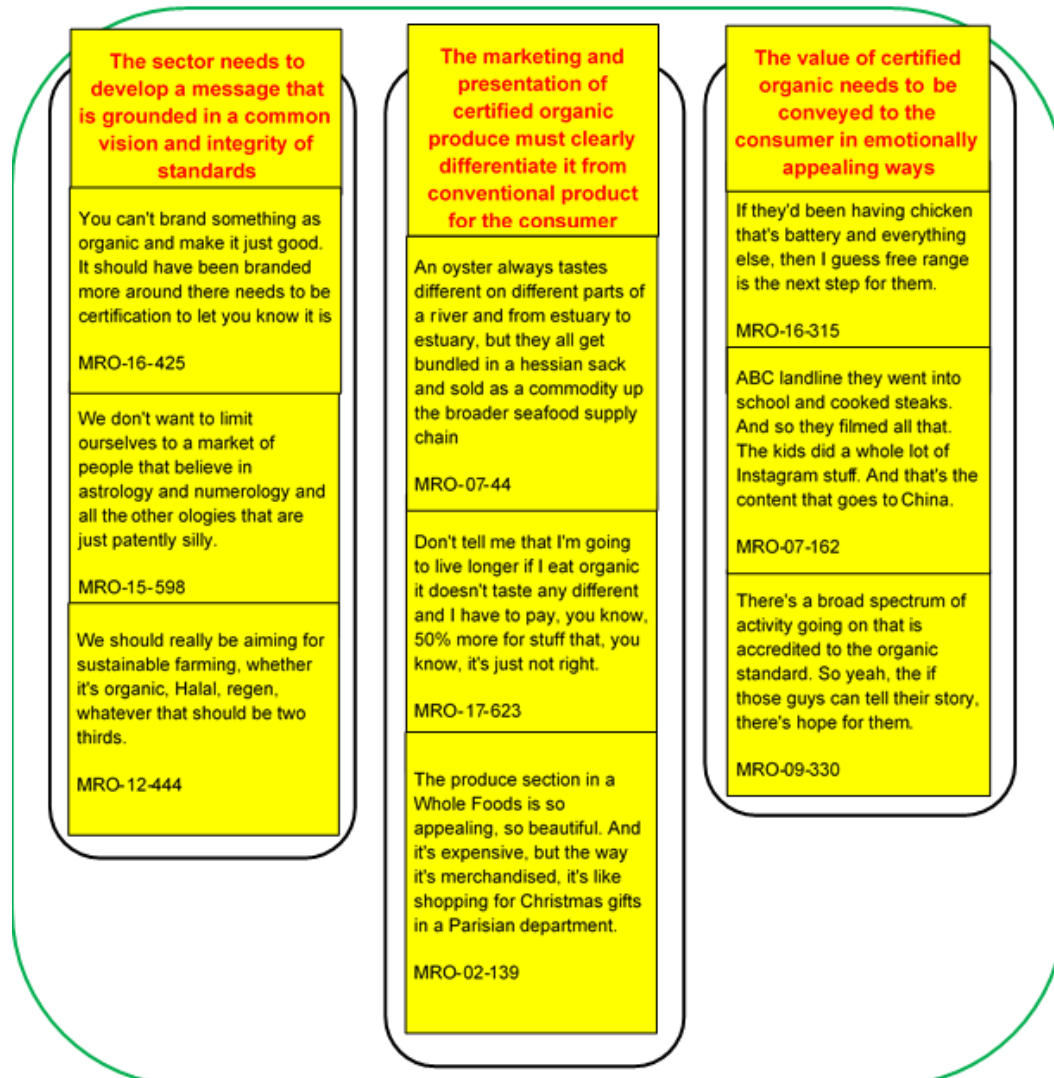 The sector needs to
develop a message that
is grounded in a common
vision and integrity of
standards
You can't brand something as
organic and make it just good.
It should have been branded
more around there needs to be
certification to let you know it is
MRO-16-425
We don't want to limit
ourselves to a market of
people that believe in
astrology and numerology and
all the other ologies that are
just patently silly.
MRO-15-598
We should really be aiming for
sustainable farming, whether
it's organic, Halal, regen,
whatever that should be two
thirds.
MRO-12-444
The marketing and
presentation of
certified organic
produce must clearly
differentiate it from
conventional product
for the consumer
An oyster always tastes
different on different parts of
a river and from estuary to
estuary, but they all get
bundled in a hessian sack
and sold as a commodity up
the broader seafood supply
chain
MRO-07-44
Don't tell me that I'm going
to live longer if I eat organic
it doesn't taste any different
and I have to pay, you know,
50% more for stuff that, you
know, it's just not right.
MRO-17-623
The produce section in a
Whole Foods is so
appealing, so beautiful. And
it's expensive, but the way
it's merchandised, it's like
shopping for Christmas gifts
in a Parisian department.
MRO-02-139
The value of certified
organic needs to be
conveyed to the
consumer in emotionally
appealing ways
If they'd been having chicken
that's battery and everything
else, then I guess free range
is the next step for them.
MRO-16-315
ABC landline they went into
school and cooked steaks.
And so they filmed all that.
The kids did a whole lot of
Instagram stuff. And that's the
content that goes to China.
MRO-07-162
There's a broad spectrum of
activity going on that is
accredited to the organic
standard. So yeah, the if
those guys can tell their story,
there's hope for them.
MRO-09-330